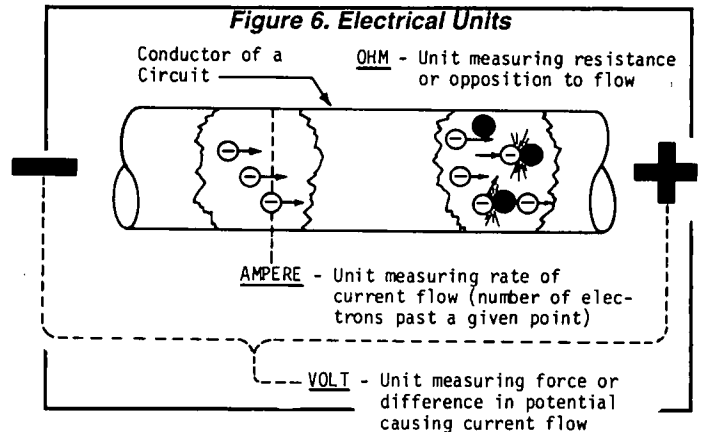 Figure 6. Electrical Units
Conductor of a
Circuit
OHM - Unit measuring resistance
or opposition to flow
AMPERE - Unit measuring rate of
current flow (number of elec-
trons past a given point)
VOLT - Unit measuring force or
difference in potential
causing current flow